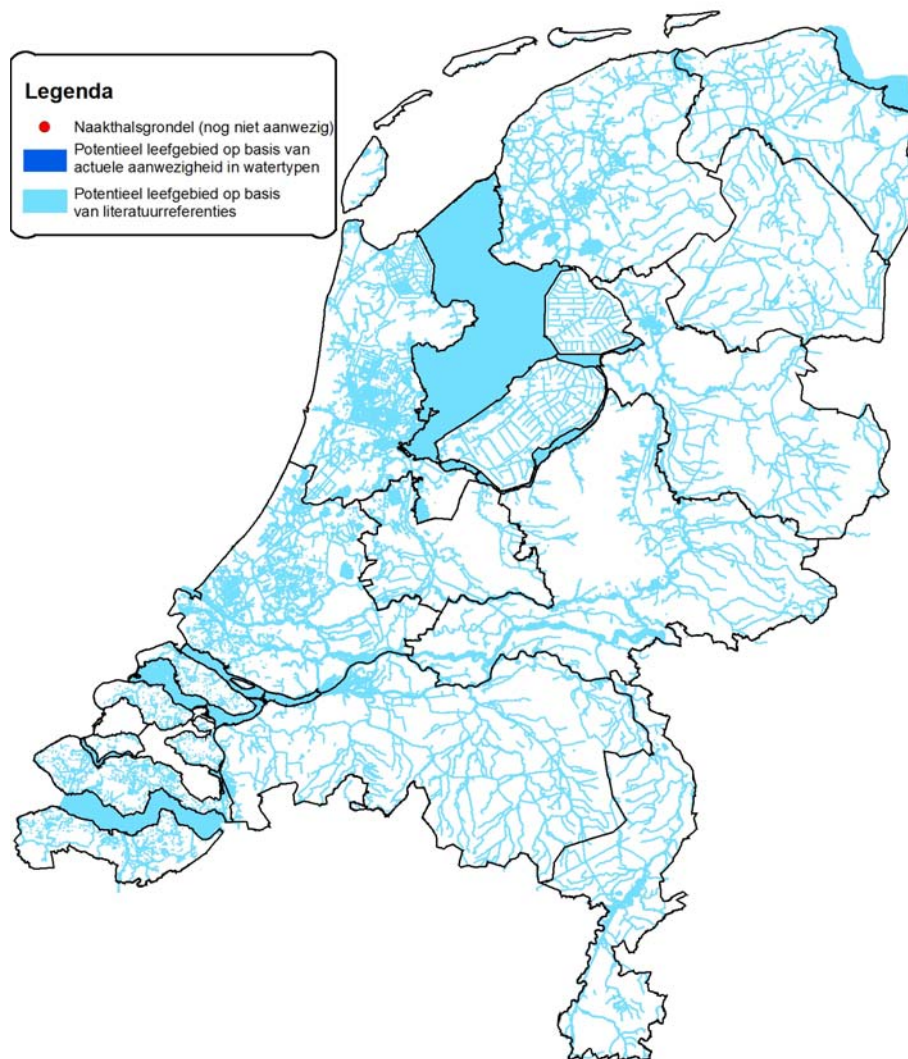 Legenda
Naakthalsgrondel (nog niet aanwezig)
Potentieel leefgebied op basis van
actuele aanwezigheid in watertypen
Potentieel leefgebied op basis
van literatuurreferenties